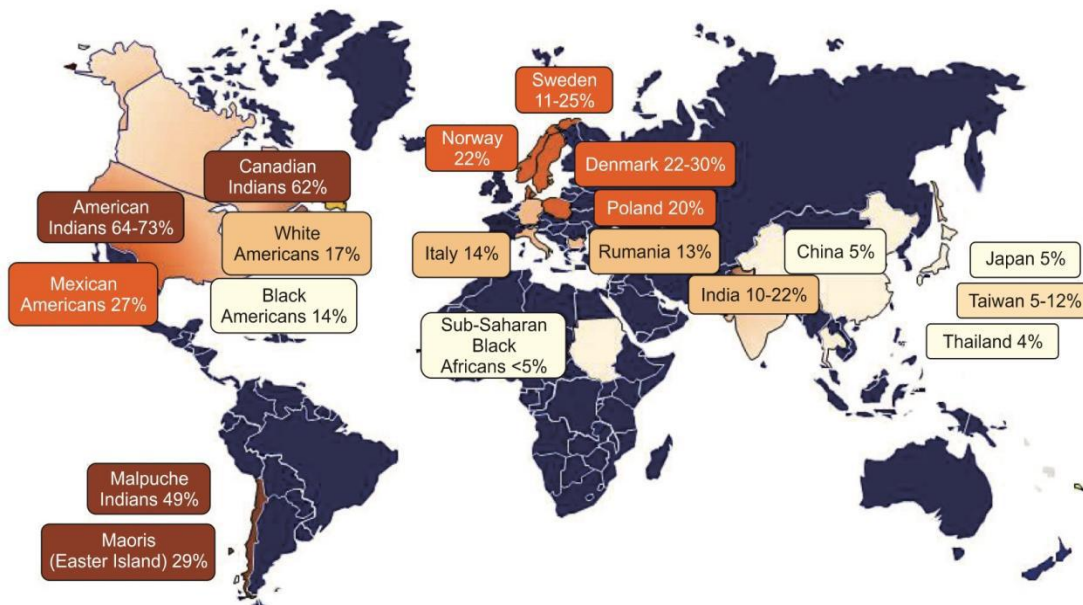 Sweden
11-25%
Norway
22%
Denmark 22-30%
Canadian
Indians 62%
American
Indians 64-73%
Poland 20%
White
Americans 17%
Italy 14%
Rumania 13%
China 5%
Japan 5%
Mexican
Americans 27%
Black
Americans 14%
India 10-22%
Taiwan 5-12%
Sub-Saharan
Black
Africans <5%
Thailand 4%
Malpuche
Indians 49%
Maoris
(Easter Island) 29%